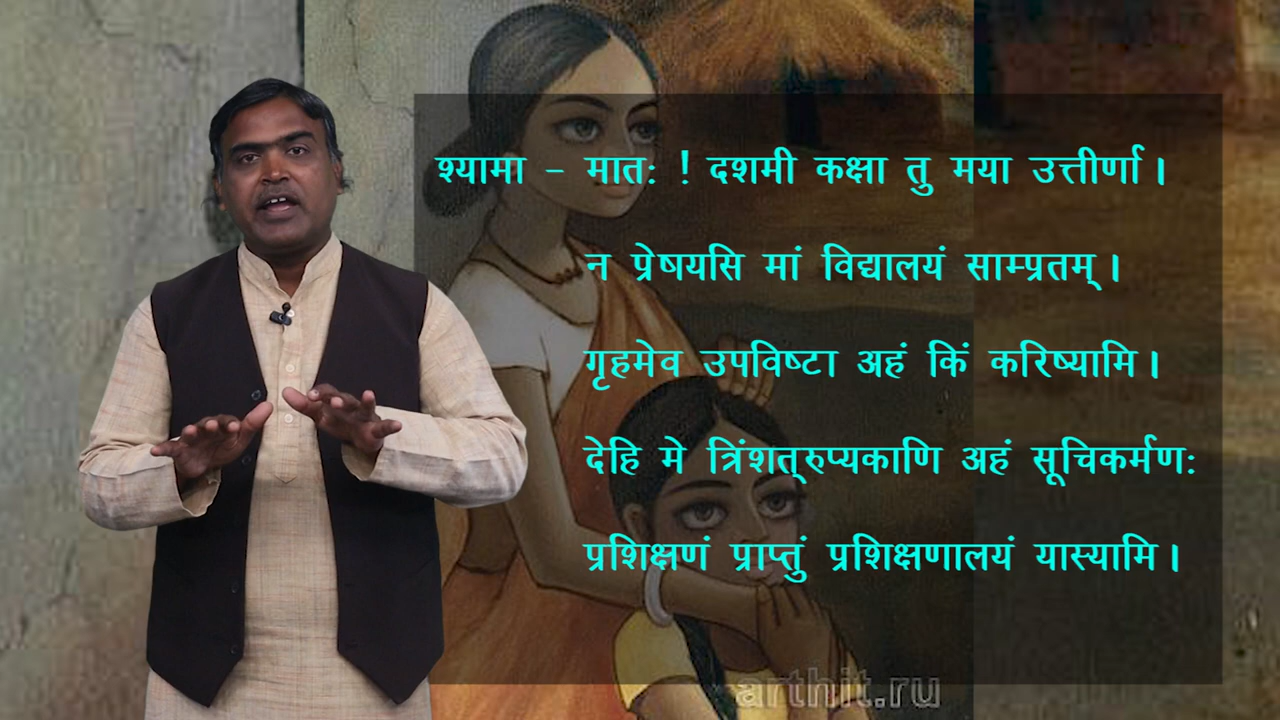 श्यामा - मातः ! दशमी कक्षा तु मया उत्तीर्णा।
न प्रेषयसि मां विद्यालयं साम्प्रतम्।
गृहमेव उपविष्टा अहं किं करिष्यामि।
देहि मे त्रिंशत्रुप्यकाणि अहं सूचिकर्मणः
प्रशिक्षणं प्राप्तुं प्रशिक्षणालयं यास्यामि।
arthit.ru